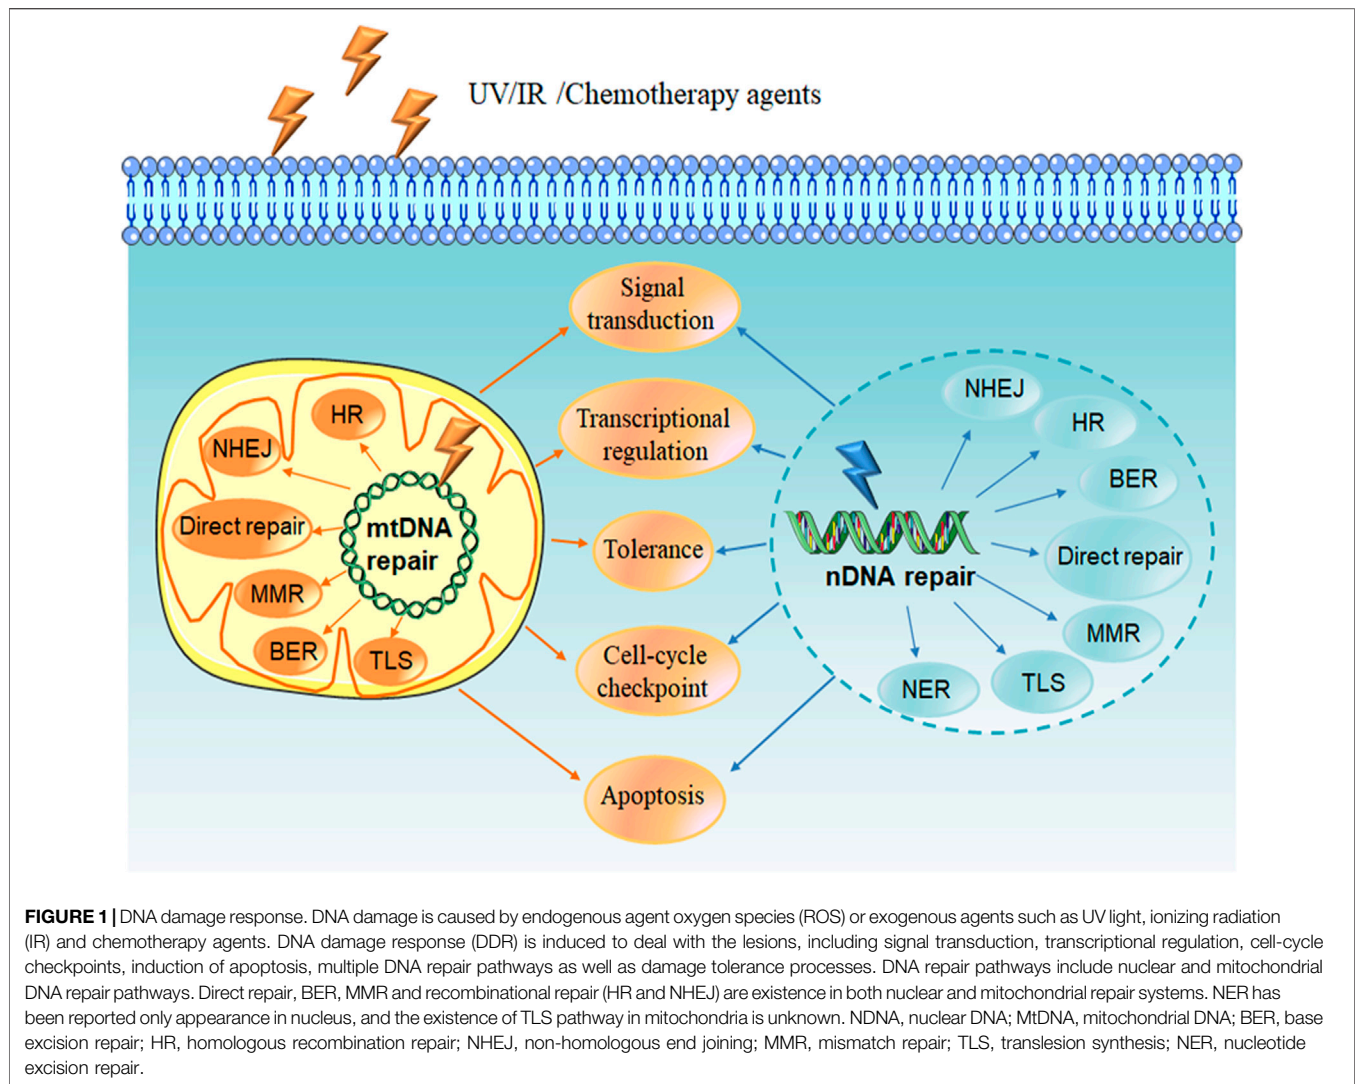 UV/IR /Chemotherapy agents
Signal
transduction
Transcriptional
regulation
Tolerance
Cell-cycle
checkpoint
Apoptosis
HR
NHEJ
Direct repair
MMR
BER
TLS
mtDNA
repair
NHEJ
HR
BER
Direct repair
MMR
TLS
NER
nDNA repair
FIGURE 1 | DNA damage response. DNA damage is caused by endogenous agent oxygen species (ROS) or exogenous agents such as UV light, ionizing radiation
(IR) and chemotherapy agents. DNA damage response (DDR) is induced to deal with the lesions, including signal transduction, transcriptional regulation, cell-cycle
checkpoints, induction of apoptosis, multiple DNA repair pathways as well as damage tolerance processes. DNA repair pathways include nuclear and mitochondrial
DNA repair pathways. Direct repair, BER, MMR and recombinational repair (HR and NHEJ) are existence in both nuclear and mitochondrial repair systems. NER has
been reported only appearance in nucleus, and the existence of TLS pathway in mitochondria is unknown. NDNA, nuclear DNA; MtDNA, mitochondrial DNA; BER, base
excision repair; HR, homologous recombination repair; NHEJ, non-homologous end joining; MMR, mismatch repair; TLS, translesion synthesis; NER, nucleotide
excision repair.